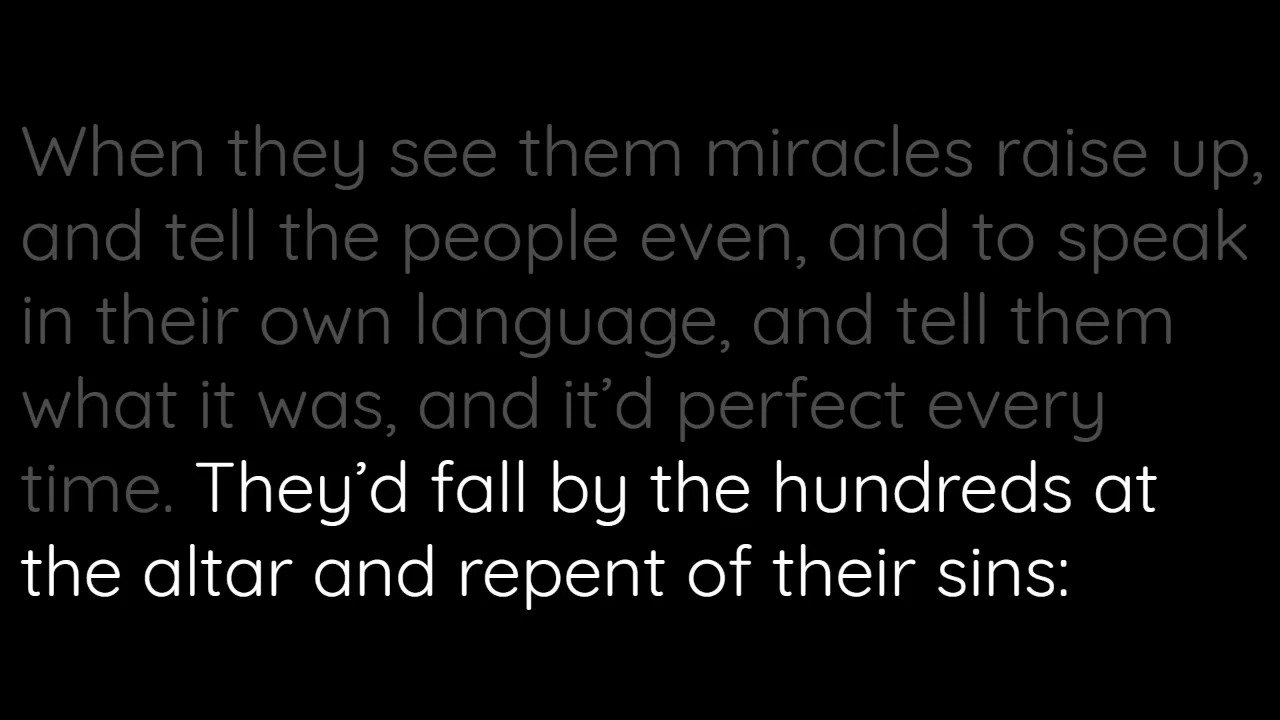 When they see them miracles raise up,
and tell the people even, and to speak
in their own language, and tell them
what it was, and it’d perfect every
time. They’d fall by the hundreds at
the altar and repent of their sins: